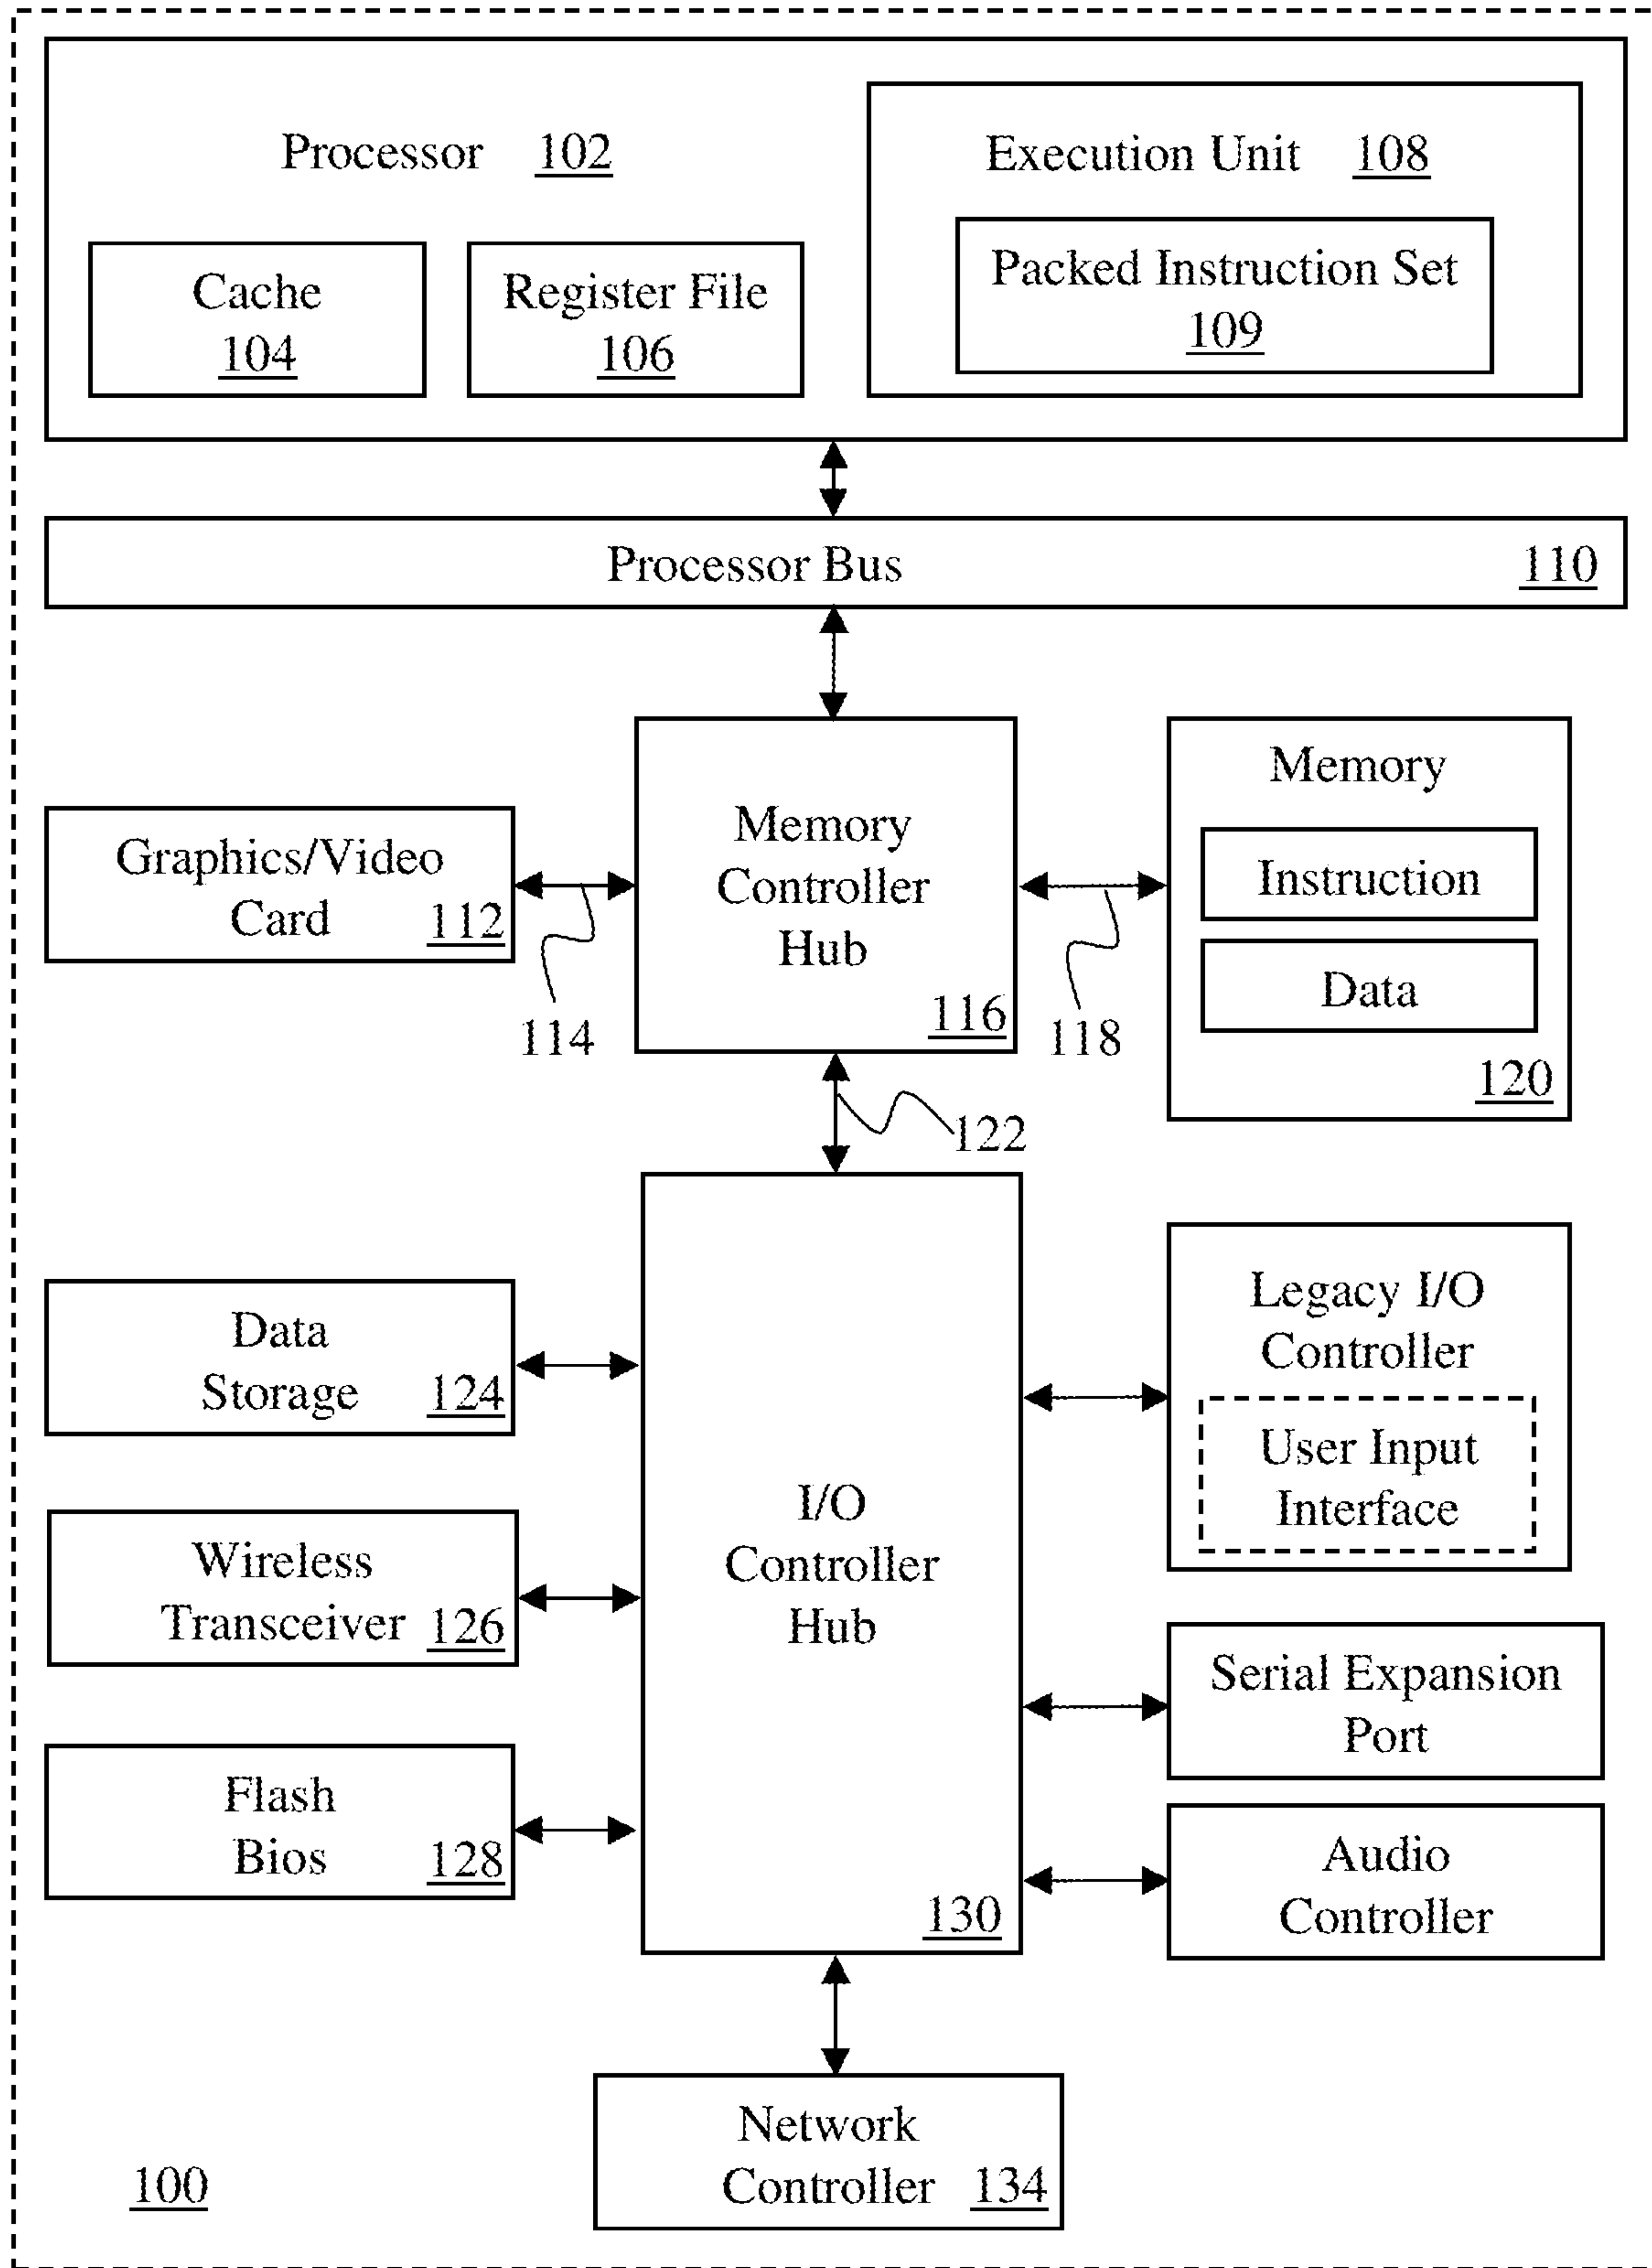 Processor 102
Execution Unit 108
Packed Instruction Set
109
Cache
104
Register File
106
Processor Bus 110
Graphics/Video
Card 112
114
Memory
Controller
Hub
116
118
Memory
Instruction
Data
120
122
Data
Storage 124
Wireless
Transceiver 126
Flash
Bios 128
I/O
Controller
Hub
130
Legacy I/O
Controller
User Input
Interface
Serial Expansion
Port
Audio
Controller
Network
Controller 134
100